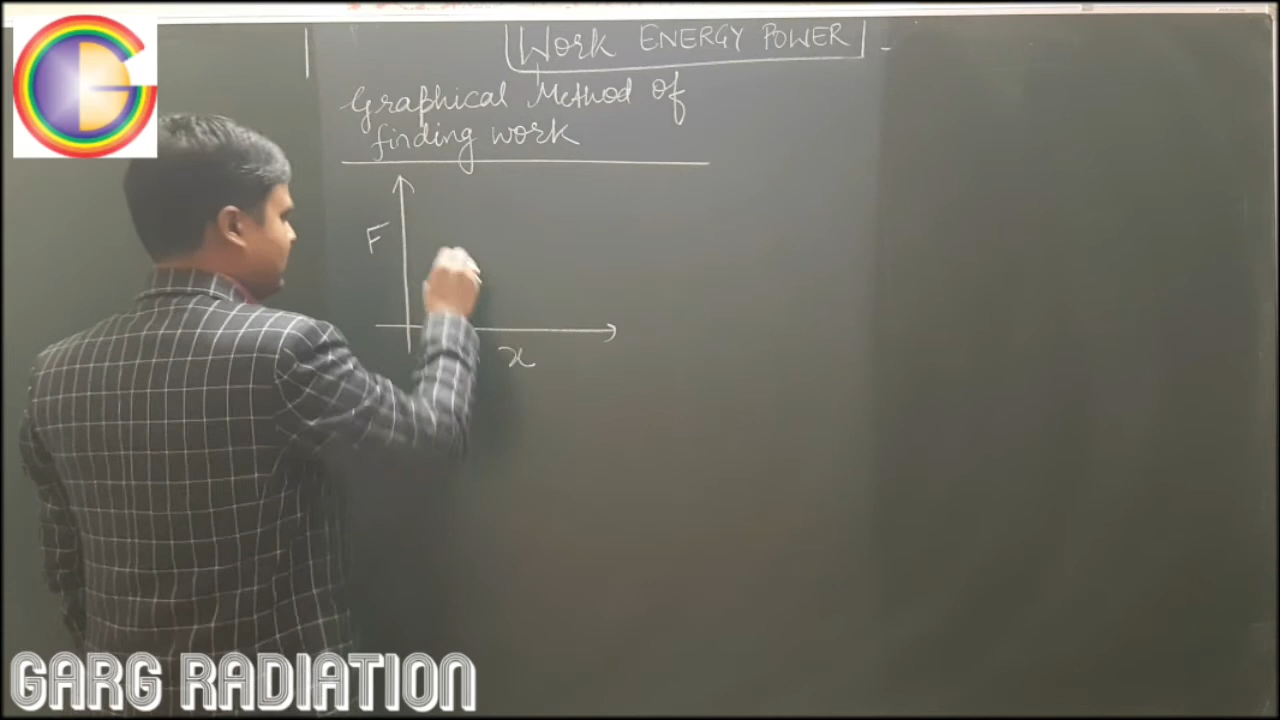 Work ENERGY POWER
Graphical Method of
finding work
F
x
GARG RADIATION